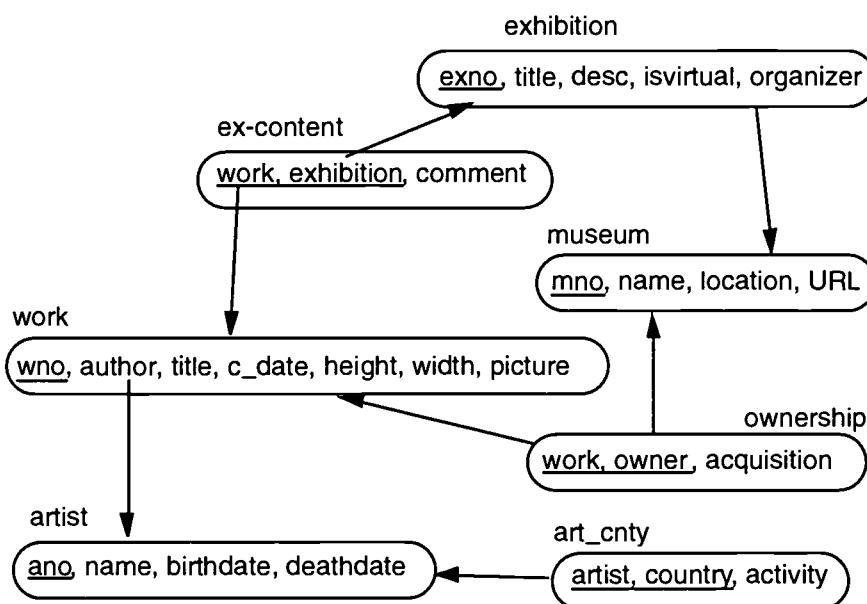 exhibition
exno, title, desc, isvirtual, organizer
ex-content
work, exhibition, comment
museum
mno, name, location, URL
work
wno, author, title, c_date, height, width, picture
ownership
work, owner, acquisition
artist
ano, name, birthdate, deathdate
art_cnty
artist, country, activity